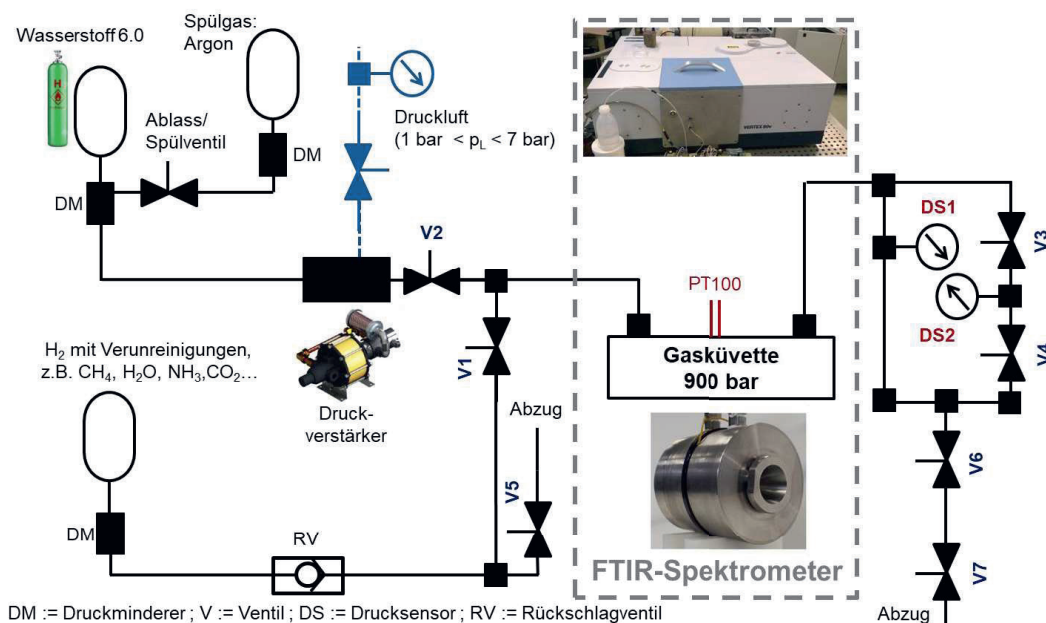 Wasserstoff 6.0
Spülgas:
Argon
Ablass/
Spülventil
DM
DM
Druckluft
(1 bar < pL < 7 bar)
V2
H2 mit Verunreinigungen,
z.B. CH4, H2O, NH3,CO2...
Druck-
verstärker
V1
Abzug
V5
DM
RV
PT100
Gasküvette
900 bar
FTIR-Spektrometer
DS1
V3
DS2
V4
V6
V7
Abzug
DM := Druckminderer ; V := Ventil ; DS := Drucksensor ; RV := Rückschlagventil